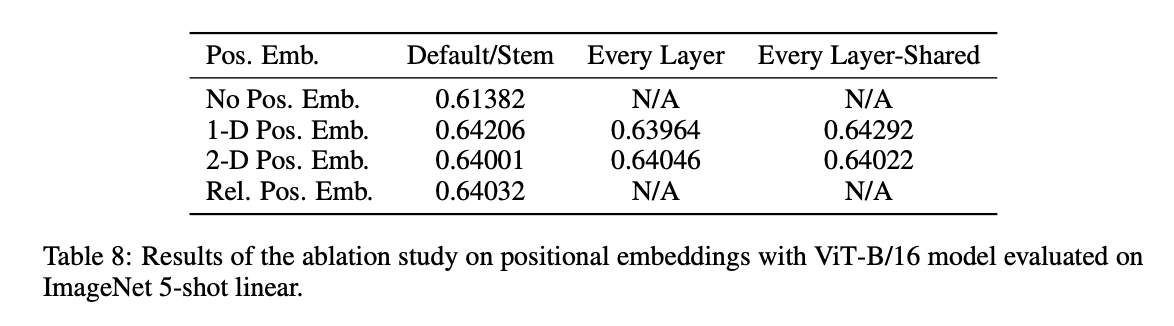 Pos. Emb. Default/Stem Every Layer Every Layer-Shared
No Pos. Emb. 0.61382 N/A N/A
1-D Pos. Emb. 0.64206 0.63964 0.64292
2-D Pos. Emb. 0.64001 0.64046 0.64022
Rel. Pos. Emb. 0.64032 N/A N/A
Table 8: Results of the ablation study on positional embeddings with ViT-B/16 model evaluated on
ImageNet 5-shot linear.